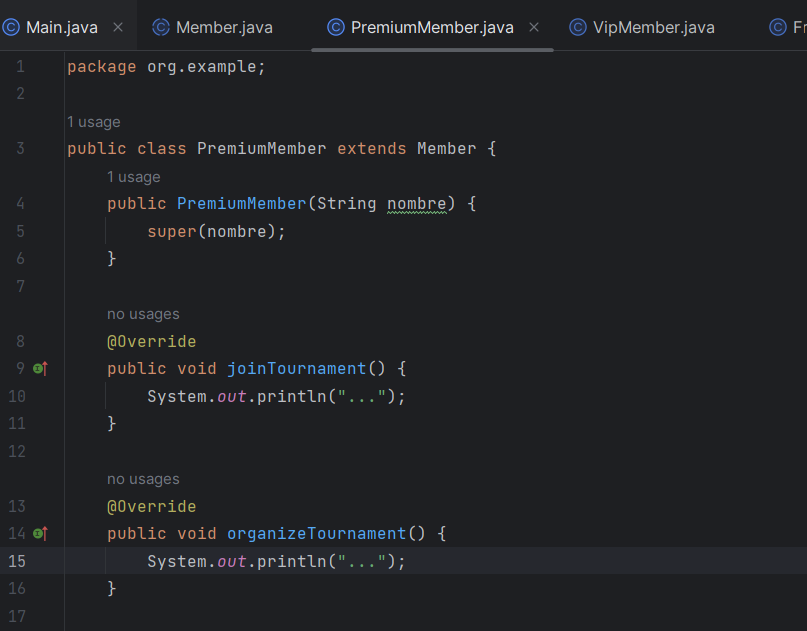 Main.java
Member.java
PremiumMember.java
VipMember.java
Fr
1 package org.example;
2
1 usage
3 public class PremiumMember extends Member {
1 usage
4 public PremiumMember(String nombre) {
5 super(nombre);
6 }
7
no usages
8 @Override
9 public void joinTournament() {
10 System.out.println("...");
11 }
12
no usages
13 @Override
14 public void organizeTournament() {
15 System.out.println("...");
16 }
17